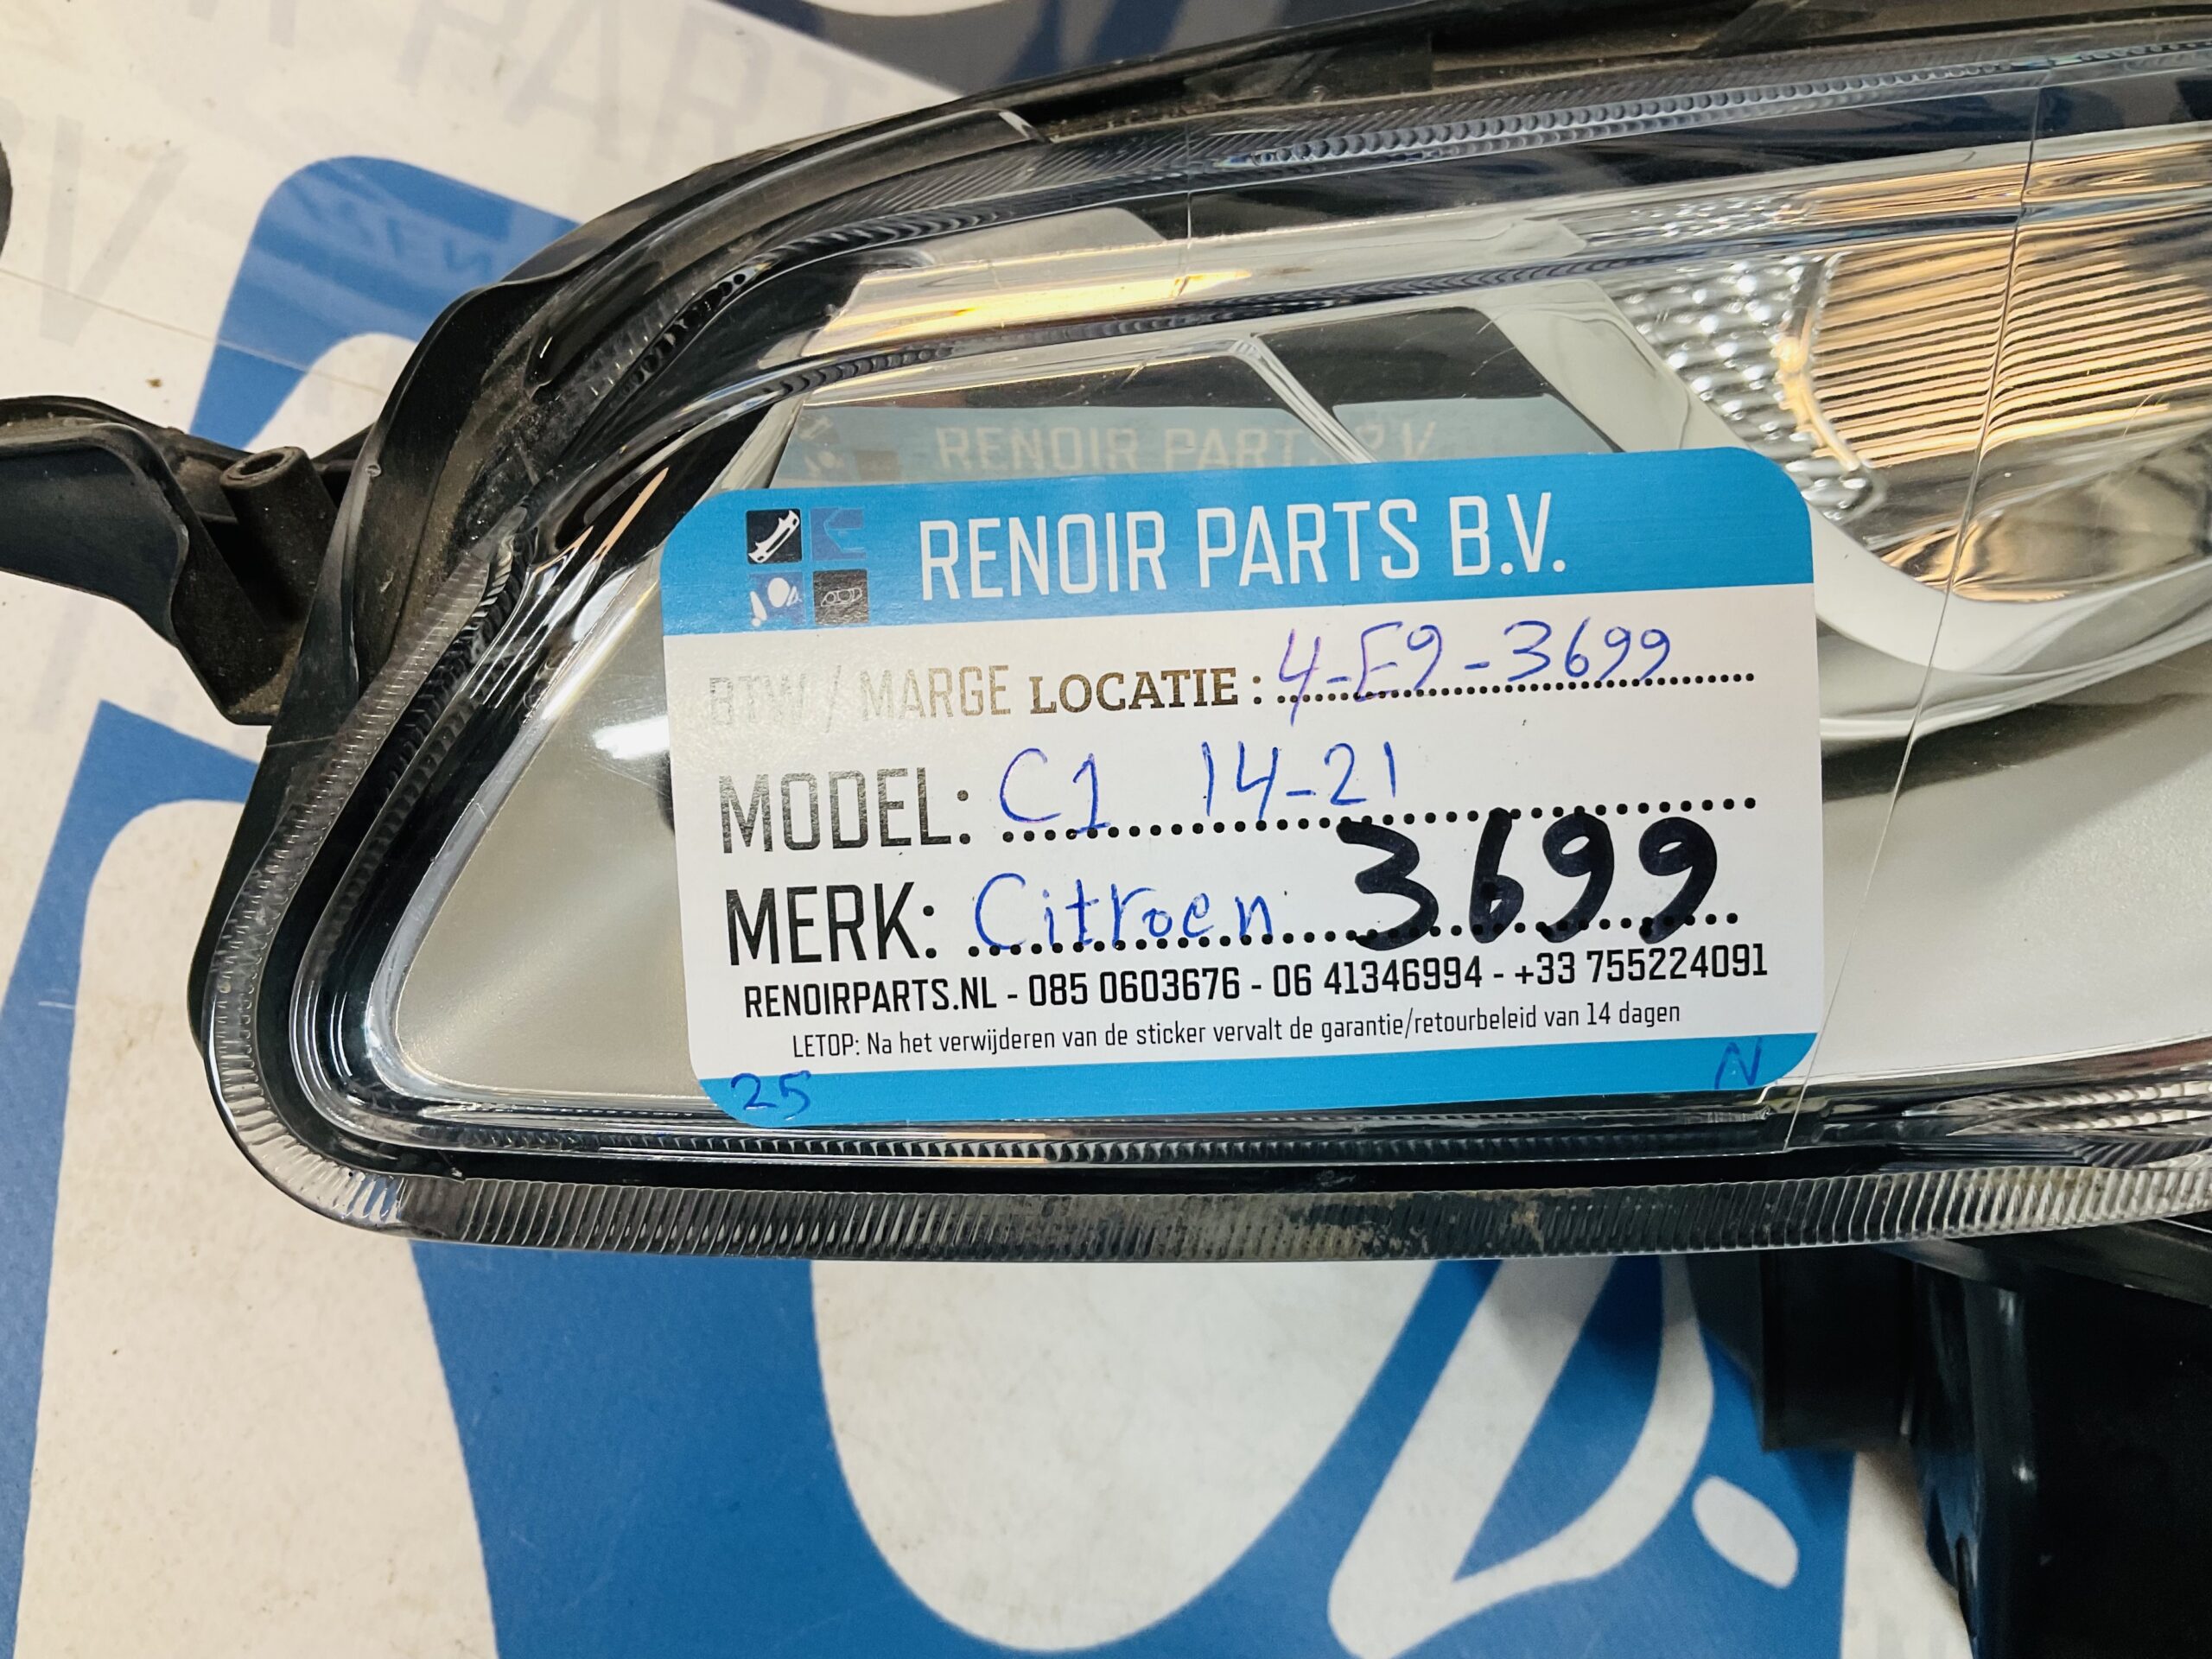 RENOIR PARTS B.V.
RENOIR PARTS B.V.
BTW / MARGE LOCATIE: 4-E9-3699
MODEL: C1 14-21
MERK: Citroen 3699
RENOIRPARTS.NL - 085 0603676 - 06 41346994 - +33 755224091
LETOP: Na het verwijderen van de sticker vervalt de garantie/retourbeleid van 14 dagen
25 N